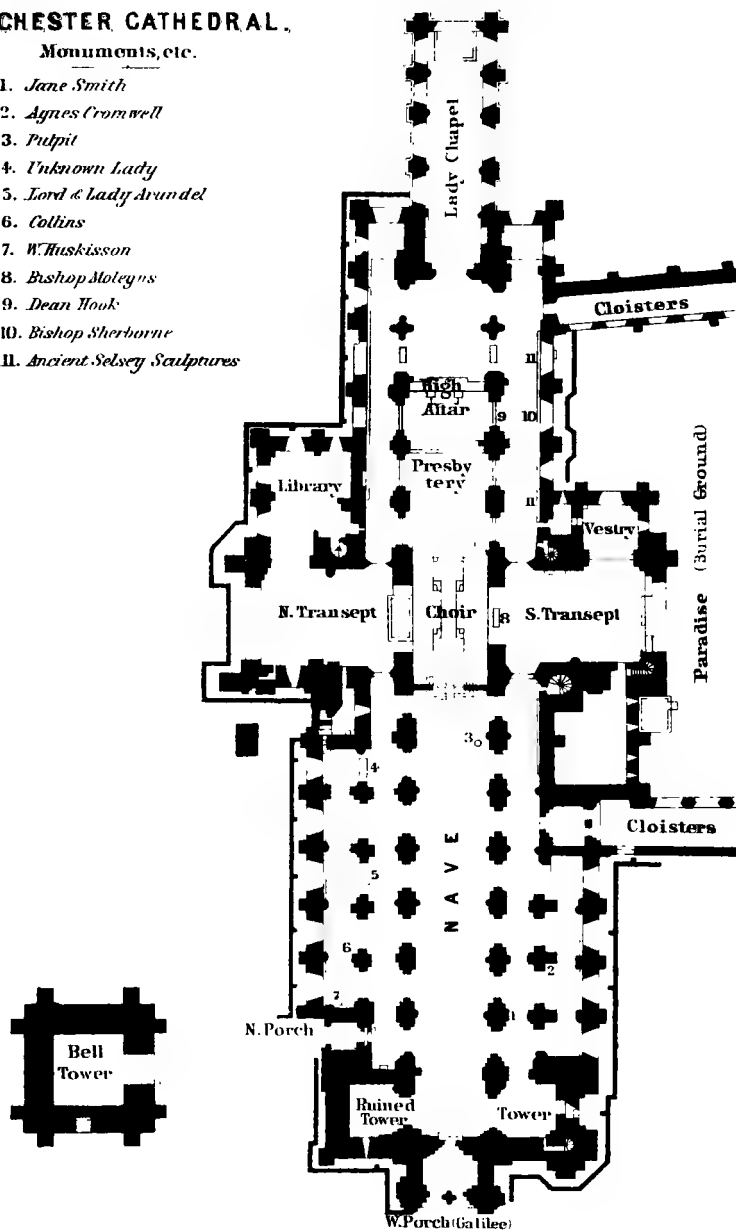 CHESTER CATHEDRAL.
Monuments, etc.
1. Jane Smith
2. Agnes Cromwell
3. Pulpit
4. Unknown Lady
5. Lord & Lady Arundel
6. Collins
7. W. Huskisson
8. Bishop Moleyns
9. Dean Hook
10. Bishop Sherborne
11. Ancient Selsey Sculptures
Lady Chapel
Cloisters
11
High
Altar
9 10
Presby
tery
Library
11
Vestry
Paradise (Burial Ground)
N. Transept
Choir
8
S. Transept
3
4
Cloisters
NAVE
5
6
2
7
1
N. Porch
Bell
Tower
Ruined
Tower
Tower
W. Porch (Galilee)